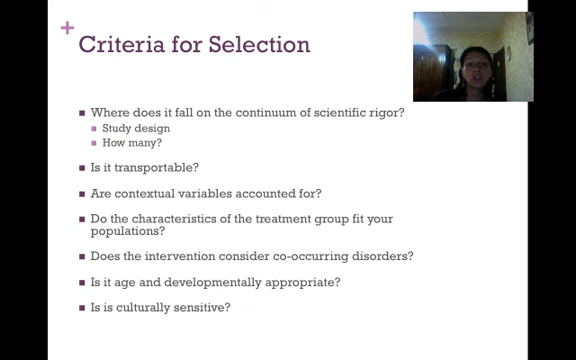 +
Criteria for Selection
Where does it fall on the continuum of scientific rigor?
Study design
How many?
Is it transportable?
Are contextual variables accounted for?
Do the characteristics of the treatment group fit your
populations?
Does the intervention consider co-occurring disorders?
Is it age and developmentally appropriate?
Is is culturally sensitive?